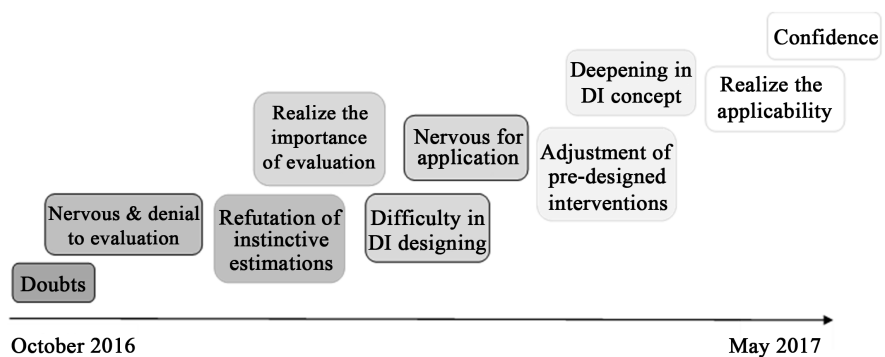 Confidence
Deepening in
DI concept
Realize the
applicability
Realize the
importance
of evaluation
Nervous for
application
Adjustment of
pre-designed
interventions
Nervous & denial
to evaluation
Refutation of
instinctive
estimations
Difficulty in
DI designing
Doubts
October 2016
May 2017